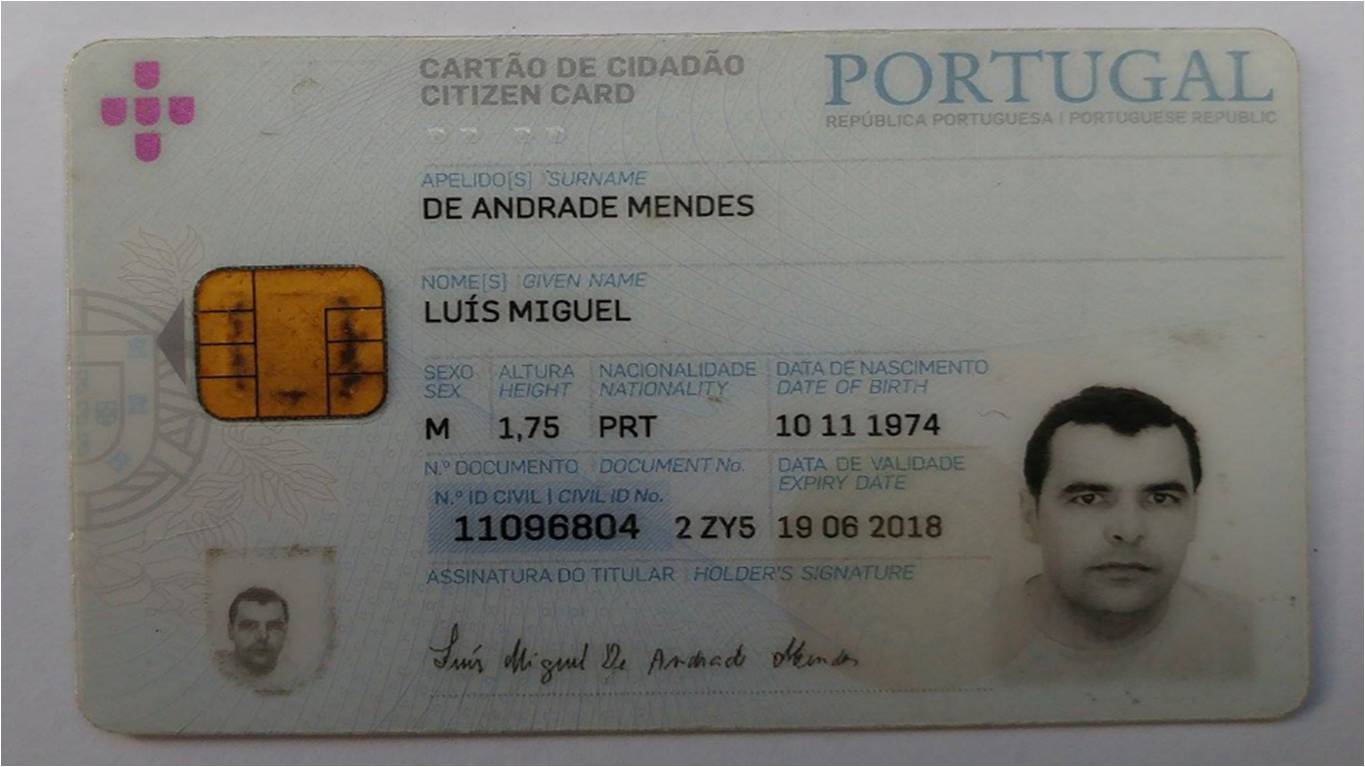 CARTÃO DE CIDADÃO
CITIZEN CARD
PORTUGAL
REPÚBLICA PORTUGUESA | PORTUGUESE REPUBLIC
APELIDO[S] SURNAME
DE ANDRADE MENDES
NOME[S] GIVEN NAME
LUÍS MIGUEL
SEXO ALTURA NACIONALIDADE DATA DE NASCIMENTO
SEX HEIGHT NATIONALITY DATE OF BIRTH
M 1,75 PRT 10 11 1974
N.º DOCUMENTO DOCUMENT No. DATA DE VALIDADE
EXPIRY DATE
N.º ID CIVIL | CIVIL ID No.
11096804 2 ZY5 19 06 2018
ASSINATURA DO TITULAR HOLDER'S SIGNATURE
Luís Miguel De Andrade Mendes